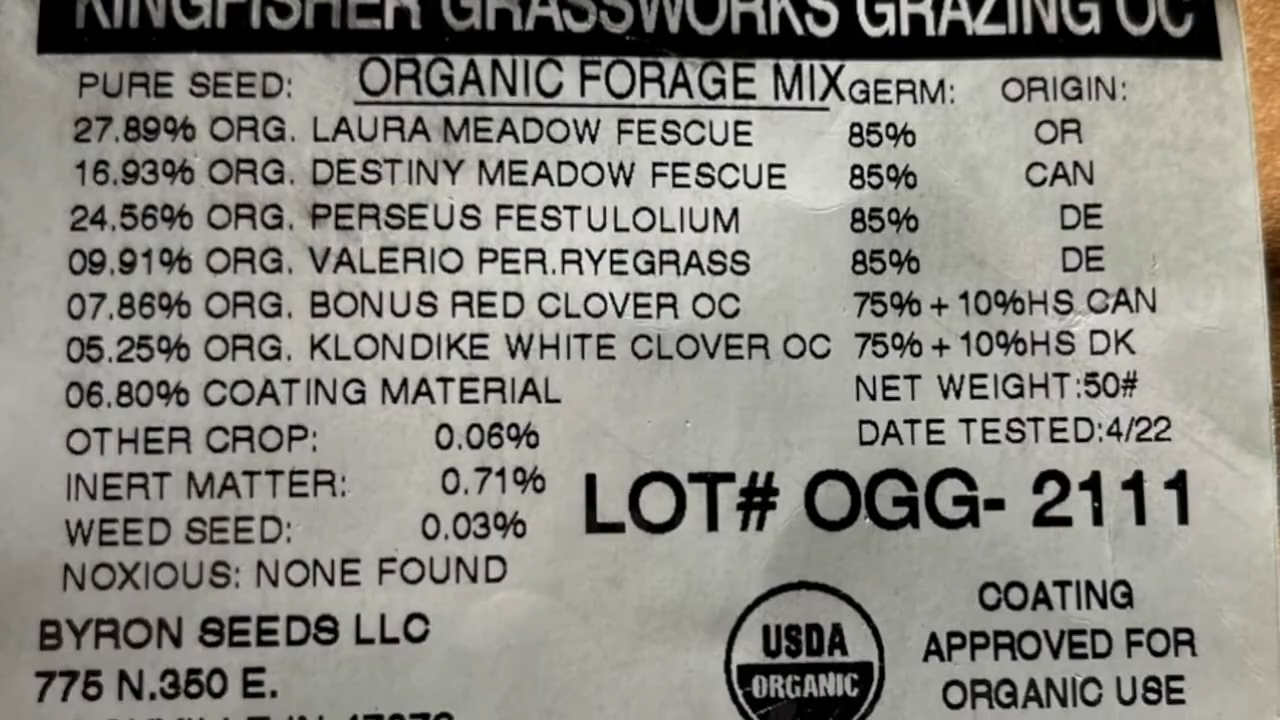 KINGFISHER GRASSWORKS GRAZING OC
PURE SEED: ORGANIC FORAGE MIX GERM: ORIGIN:
27.89% ORG. LAURA MEADOW FESCUE 85% OR
16.93% ORG. DESTINY MEADOW FESCUE 85% CAN
24.56% ORG. PERSEUS FESTULOLIUM 85% DE
09.91% ORG. VALERIO PER.RYEGRASS 85% DE
07.86% ORG. BONUS RED CLOVER OC 75% + 10%HS CAN
05.25% ORG. KLONDIKE WHITE CLOVER OC 75% + 10%HS DK
06.80% COATING MATERIAL NET WEIGHT:50#
OTHER CROP: 0.06% DATE TESTED:4/22
INERT MATTER: 0.71%
LOT# OGG- 2111
WEED SEED: 0.03%
NOXIOUS: NONE FOUND
BYRON SEEDS LLC
775 N.350 E.
USDA
ORGANIC
COATING
APPROVED FOR
ORGANIC USE